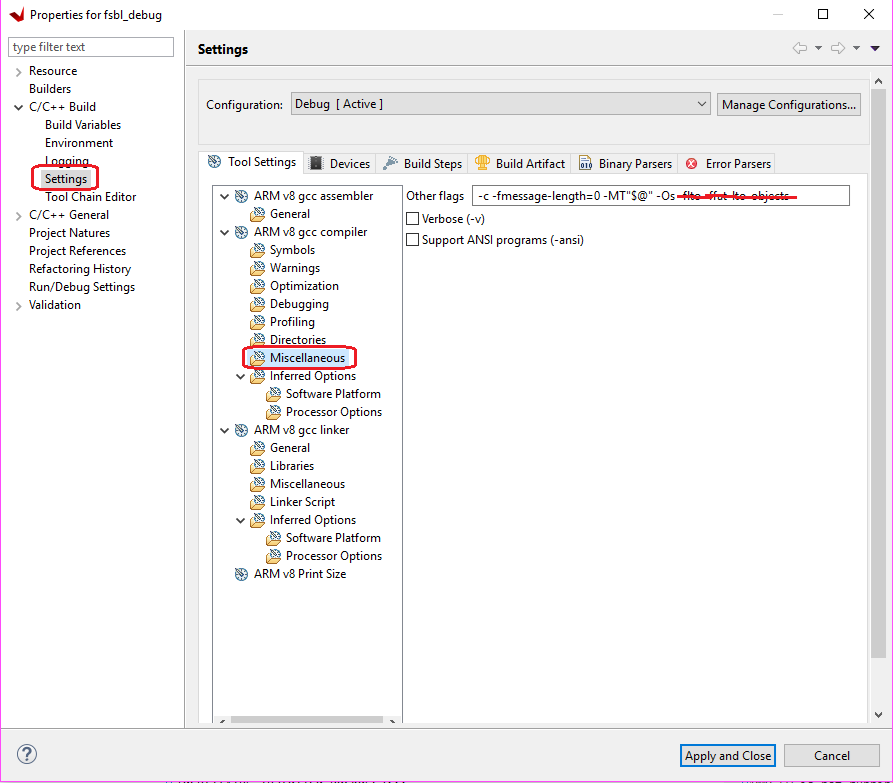 Properties for fsbl_debug
type filter text
Settings
Resource
Builders
C/C++ Build
Build Variables
Environment
Logging
Settings
Tool Chain Editor
C/C++ General
Project Natures
Project References
Refactoring History
Run/Debug Settings
Validation
Configuration: Debug [ Active ] Manage Configurations...
Tool Settings Devices Build Steps Build Artifact Binary Parsers Error Parsers
ARM v8 gcc assembler
General
ARM v8 gcc compiler
Symbols
Warnings
Optimization
Debugging
Profiling
Directories
Miscellaneous
Inferred Options
Software Platform
Processor Options
ARM v8 gcc linker
General
Libraries
Miscellaneous
Linker Script
Inferred Options
Software Platform
Processor Options
ARM v8 Print Size
Other flags -c -fmessage-length=0 -MT"$@" -Os -flto -ffat-lto-objects
Verbose (-v)
Support ANSI programs (-ansi)
?
Apply and Close Cancel